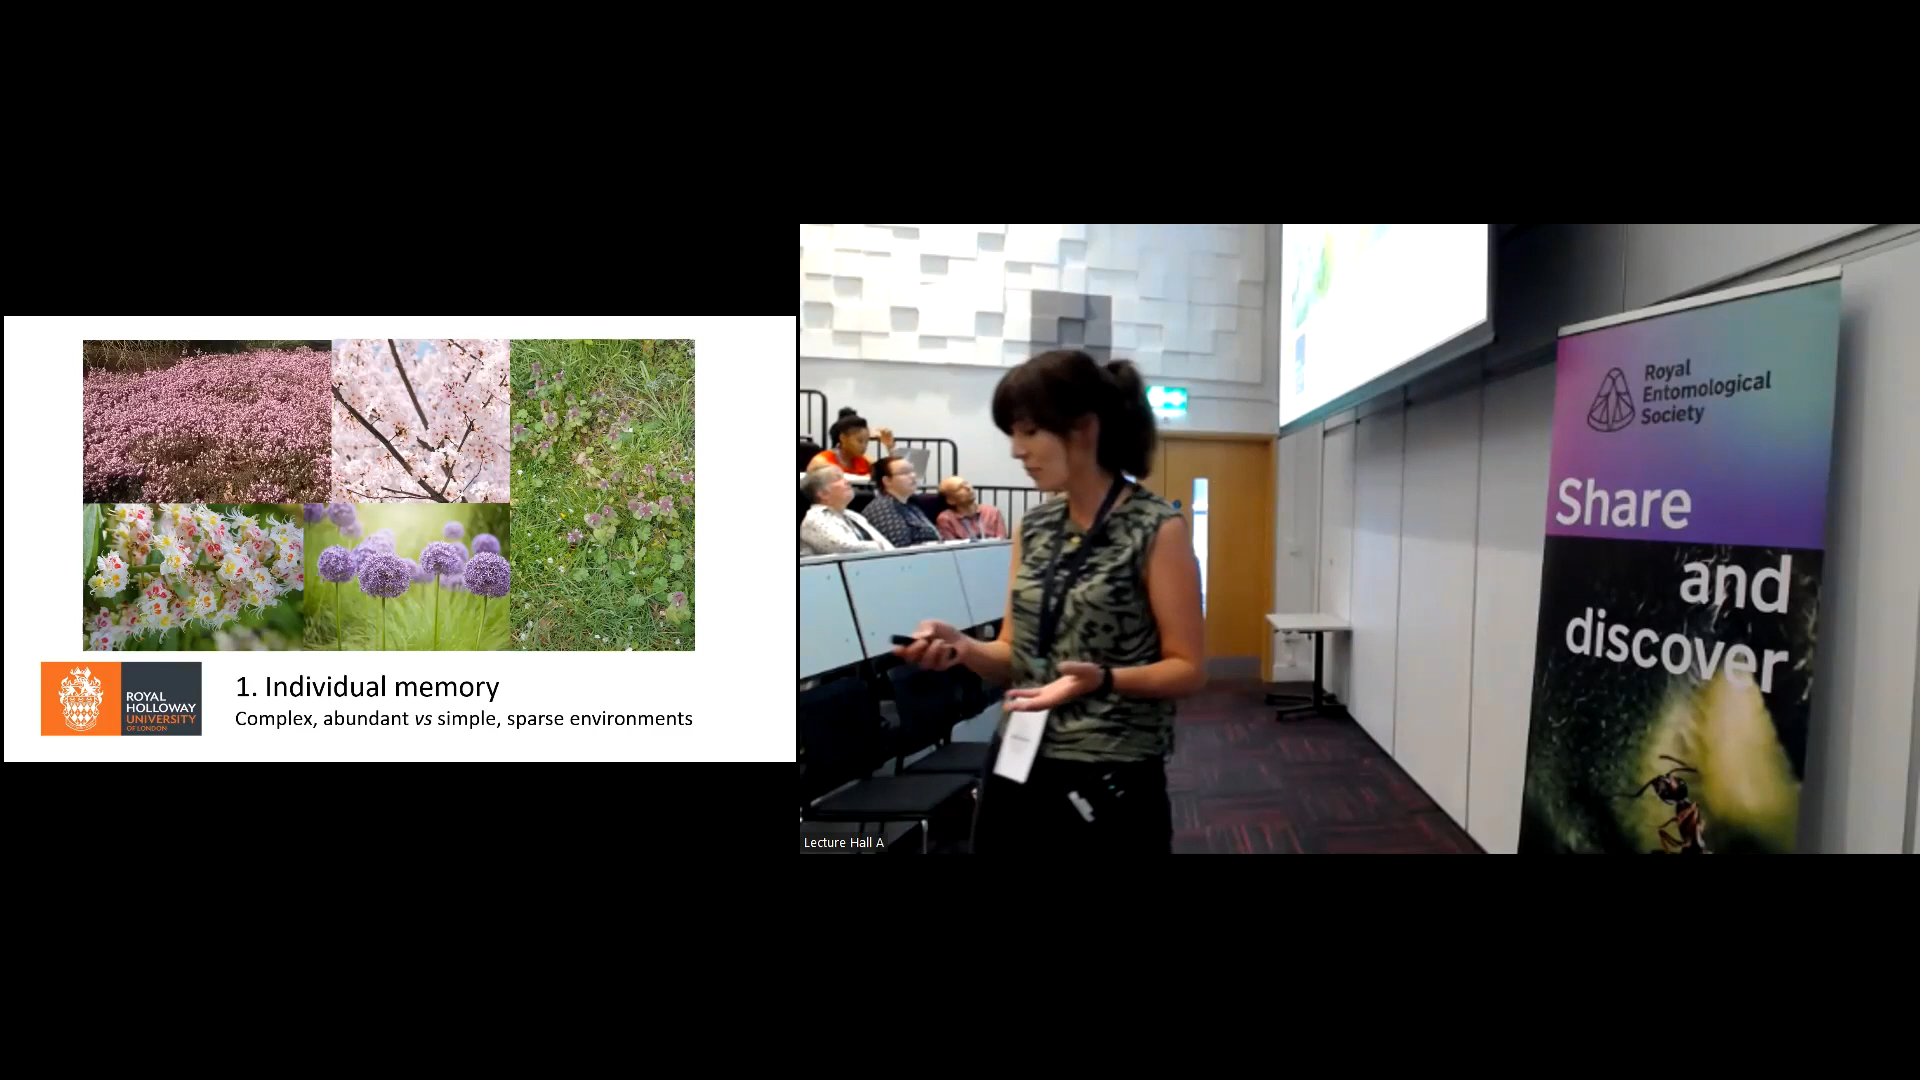 ROYAL
HOLLOWAY
UNIVERSITY
OF LONDON
1. Individual memory
Complex, abundant vs simple, sparse environments
Royal
Entomological
Society
Share
and
discover
Lecture Hall A